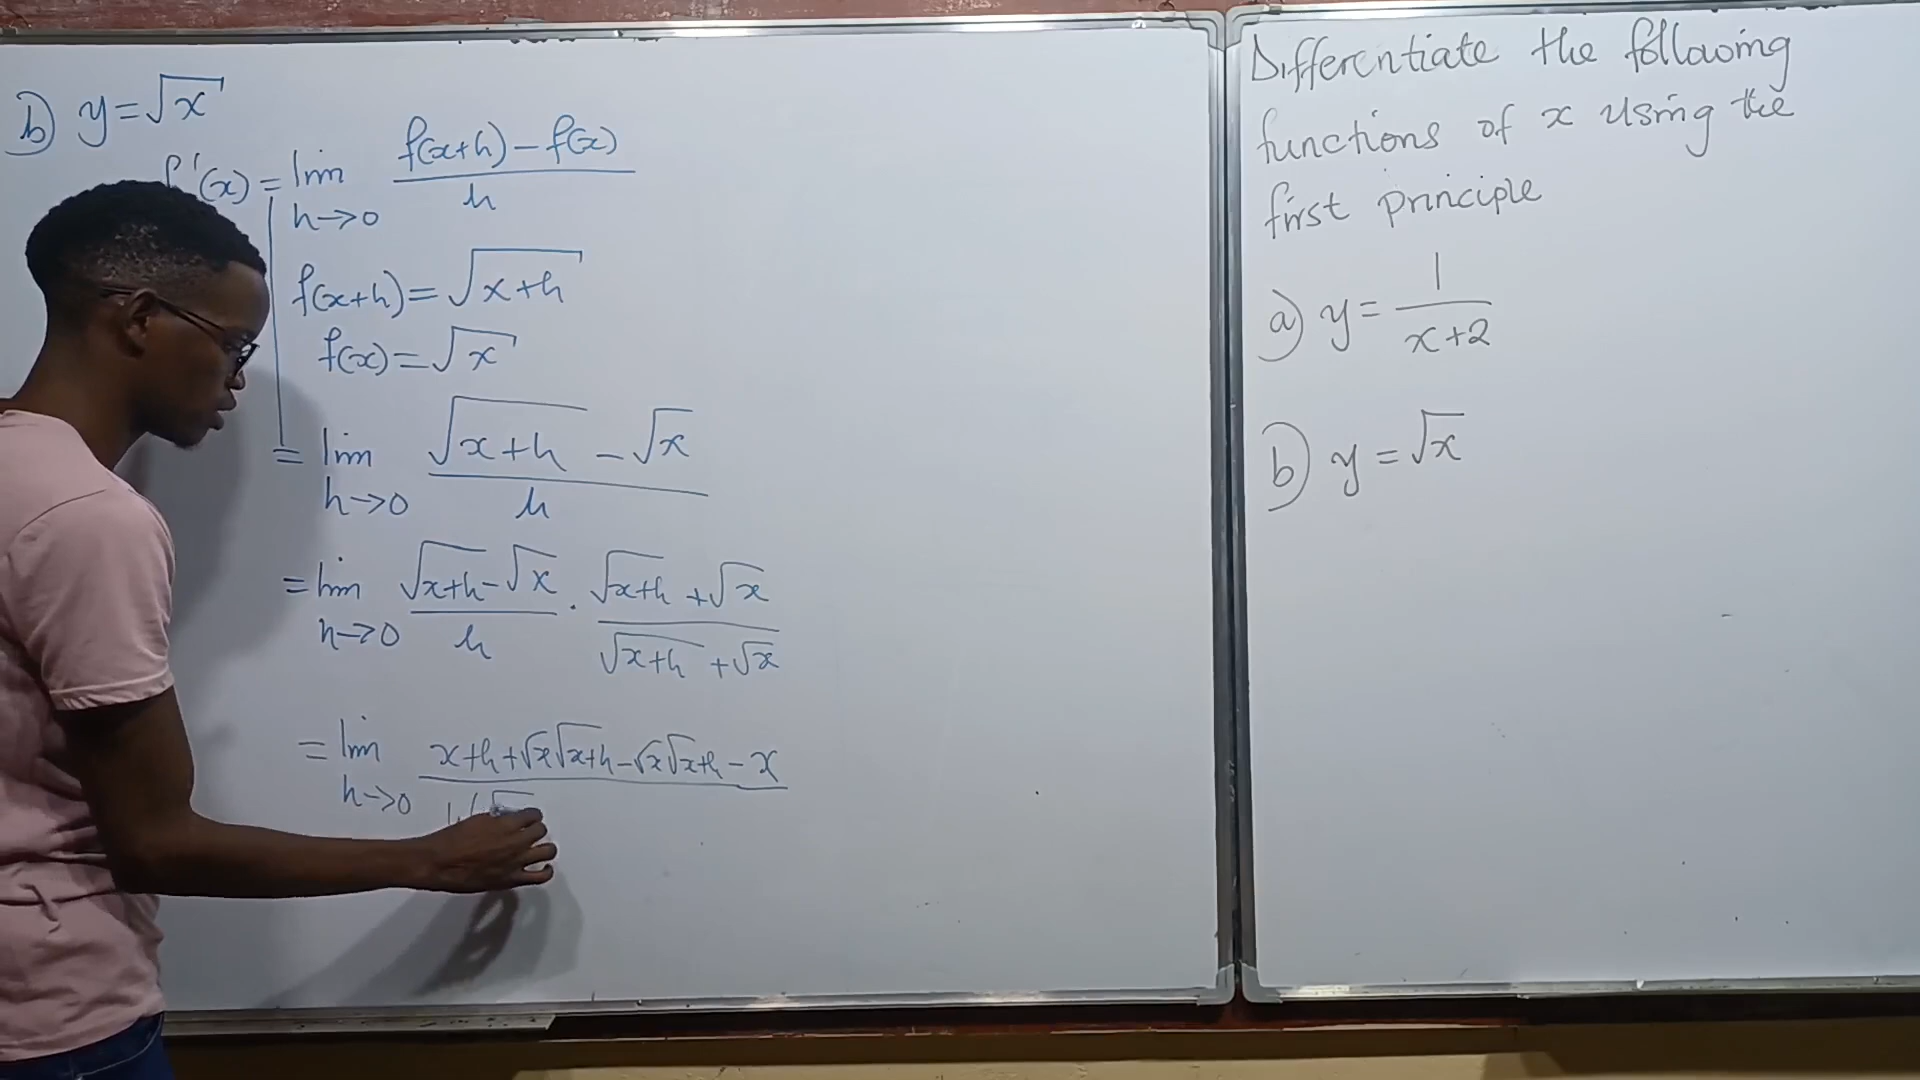 b) y = √x
f'(x) = lim h→0 f(x+h) – f(x) / h
f(x+h) = √x+h
f(x) = √x
= lim h→0 √x+h – √x / h
= lim h→0 √x+h – √x / h . √x+h + √x / √x+h + √x
= lim h→0 x+h+√x√x+h – √x√x+h – x / h(√
Differentiate the following
functions of x using the
first principle
a) y = 1 / x+2
b) y = √x